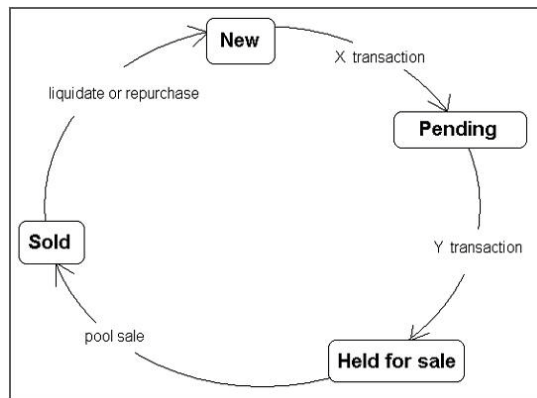 New
X transaction
liquidate or repurchase
Pending
Sold
Y transaction
pool sale
Held for sale